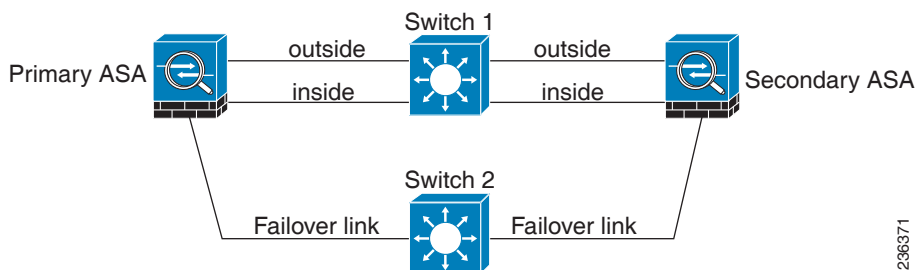 Switch 1
outside
outside
Primary ASA
Secondary ASA
inside
inside
Switch 2
Failover link
Failover link
236371